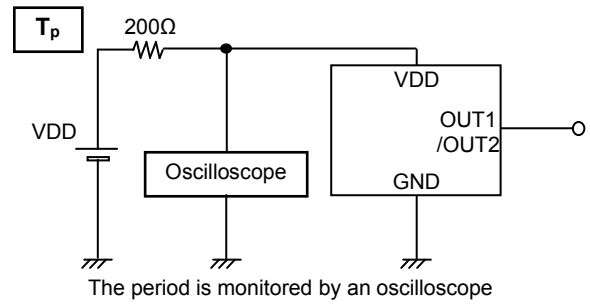 Tp
200Ω
VDD
Oscilloscope
VDD
OUT1
/OUT2
GND
The period is monitored by an oscilloscope